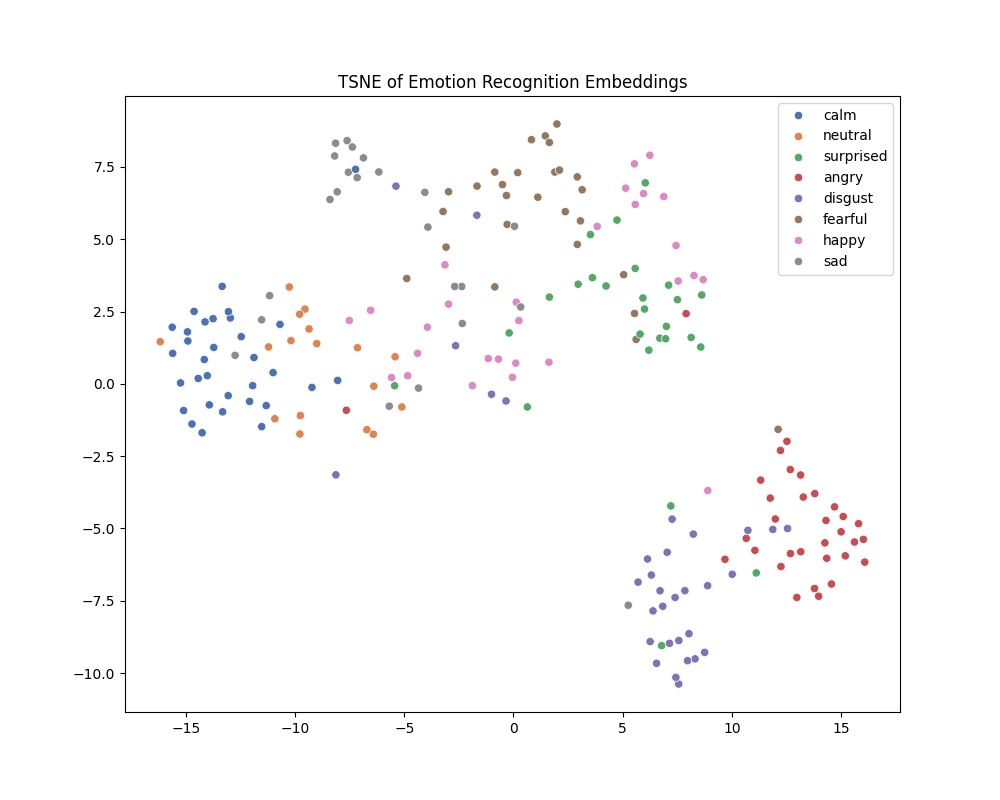 TSNE of Emotion Recognition Embeddings
calm
neutral
surprised
angry
disgust
fearful
happy
sad
7.5
5.0
2.5
0.0
−2.5
−5.0
−7.5
−10.0
−15 −10 −5 0 5 10 15